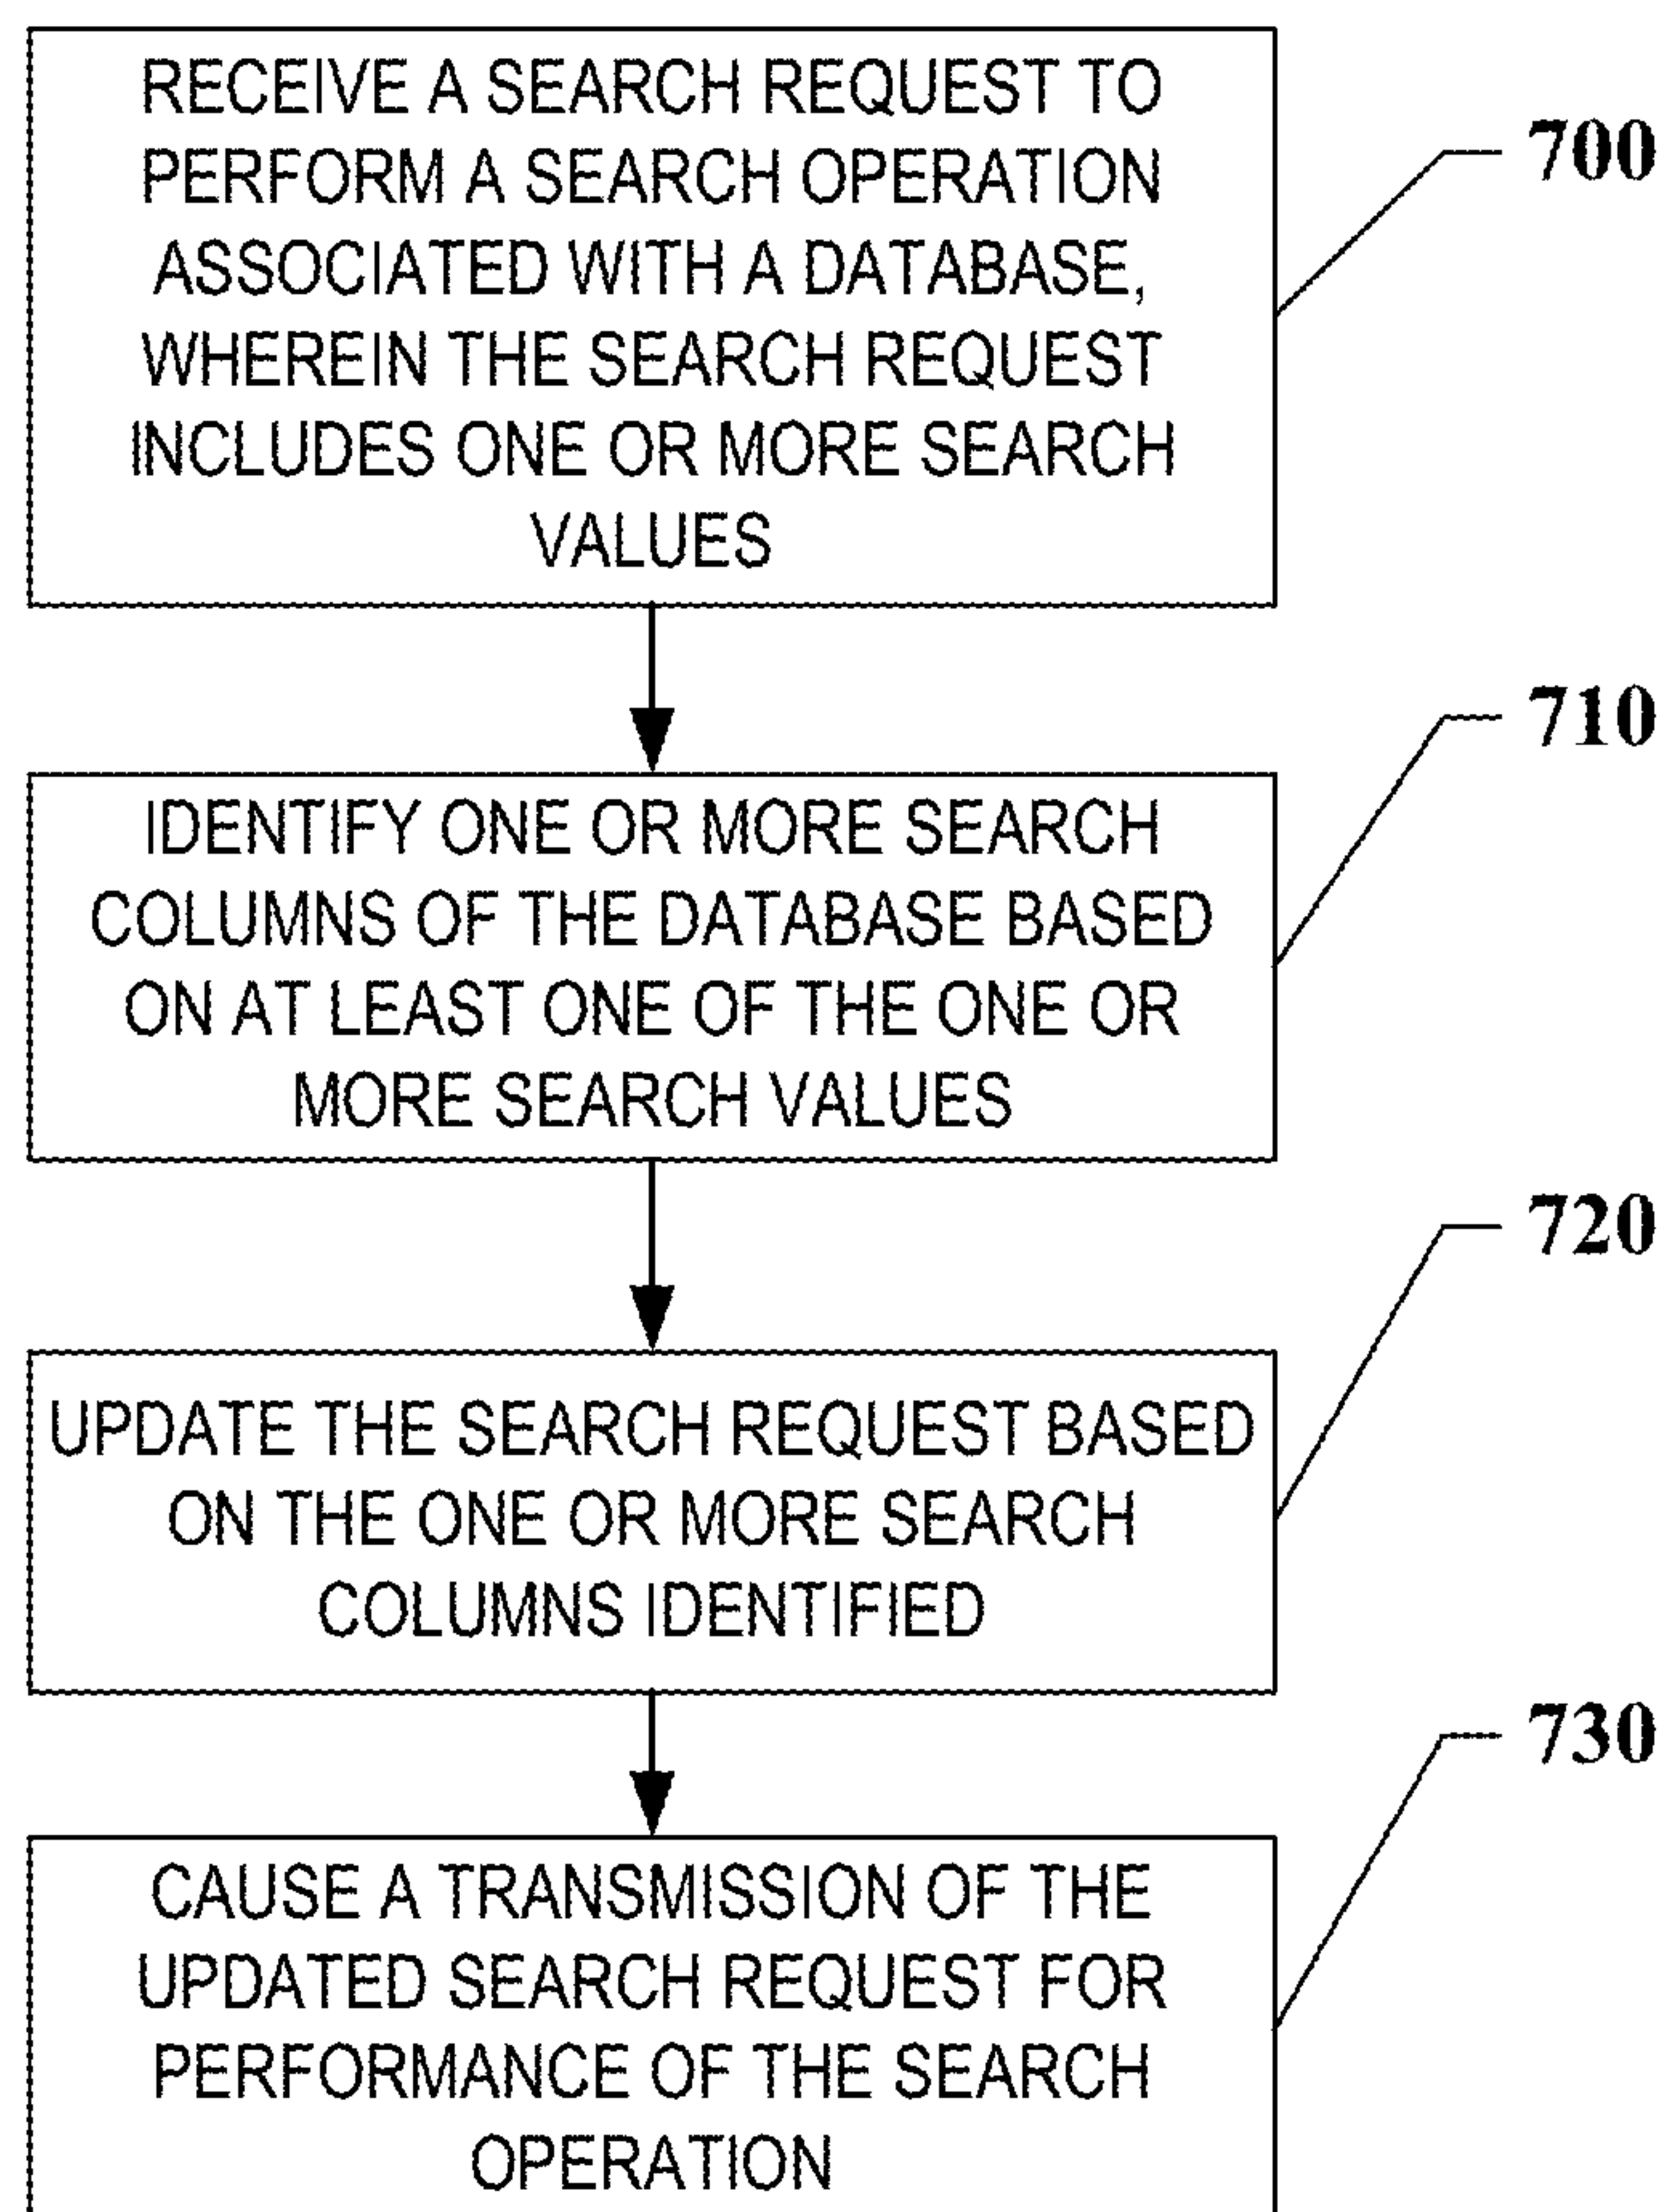 RECEIVE A SEARCH REQUEST TO
PERFORM A SEARCH OPERATION
ASSOCIATED WITH A DATABASE,
WHEREIN THE SEARCH REQUEST
INCLUDES ONE OR MORE SEARCH
VALUES
700
IDENTIFY ONE OR MORE SEARCH
COLUMNS OF THE DATABASE BASED
ON AT LEAST ONE OF THE ONE OR
MORE SEARCH VALUES
710
UPDATE THE SEARCH REQUEST BASED
ON THE ONE OR MORE SEARCH
COLUMNS IDENTIFIED
720
CAUSE A TRANSMISSION OF THE
UPDATED SEARCH REQUEST FOR
PERFORMANCE OF THE SEARCH
OPERATION
730